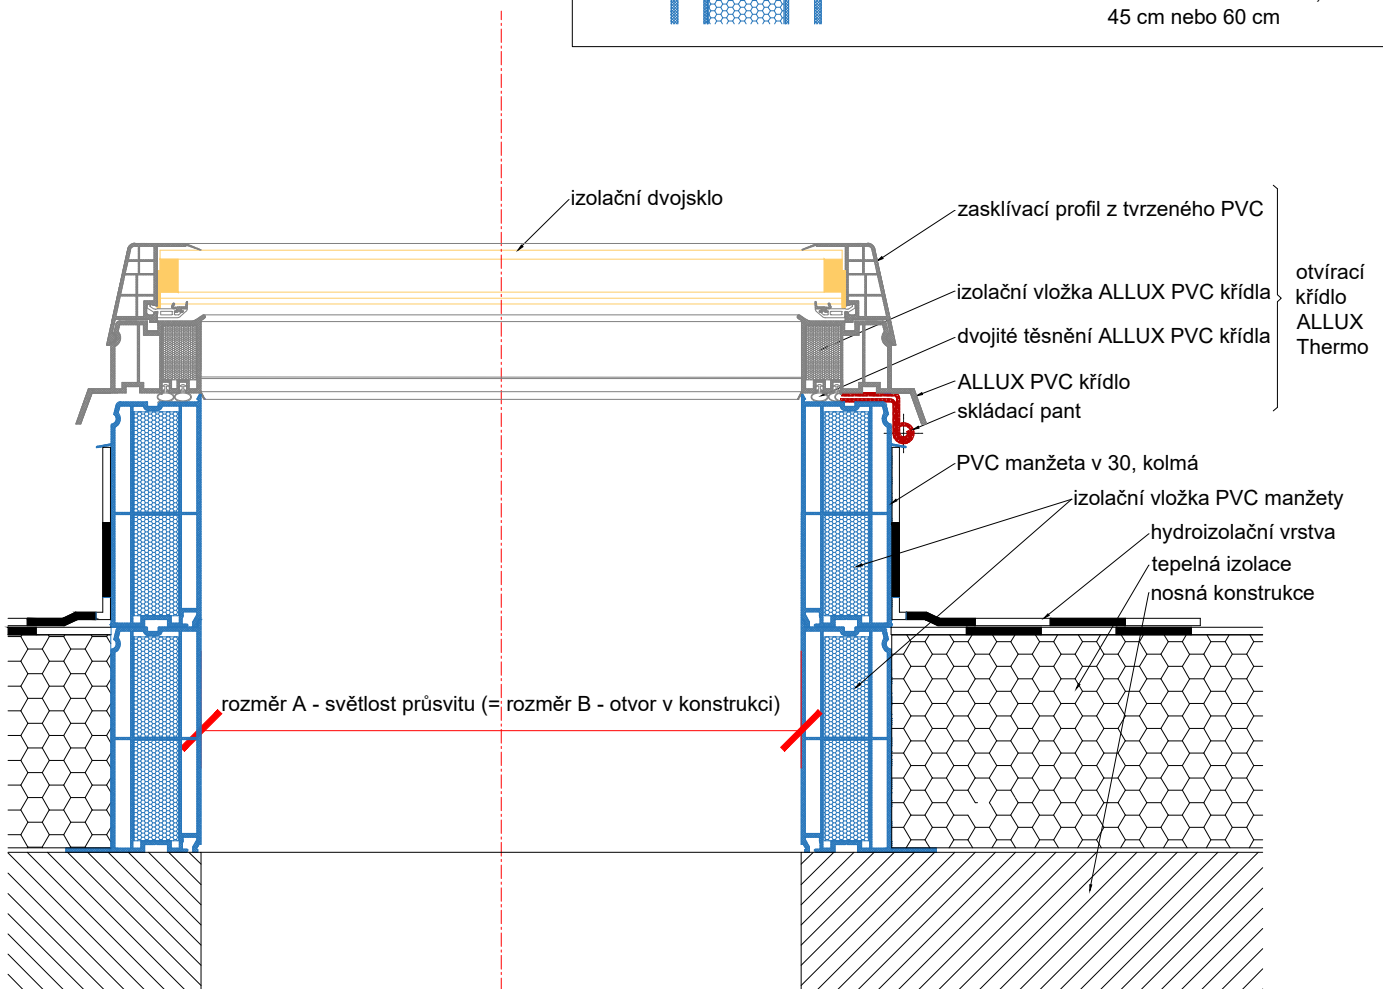 45 cm nebo 60 cm
izolační dvojsklo
zasklívací profil z tvrzeného PVC
izolační vložka ALLUX PVC křídla
dvojité těsnění ALLUX PVC křídla
ALLUX PVC křídlo
skládací pant
otvírací
křídlo
ALLUX
Thermo
PVC manžeta v 30, kolmá
izolační vložka PVC manžety
hydroizolační vrstva
tepelná izolace
nosná konstrukce
rozměr A - světlost průsvitu (= rozměr B - otvor v konstrukci)